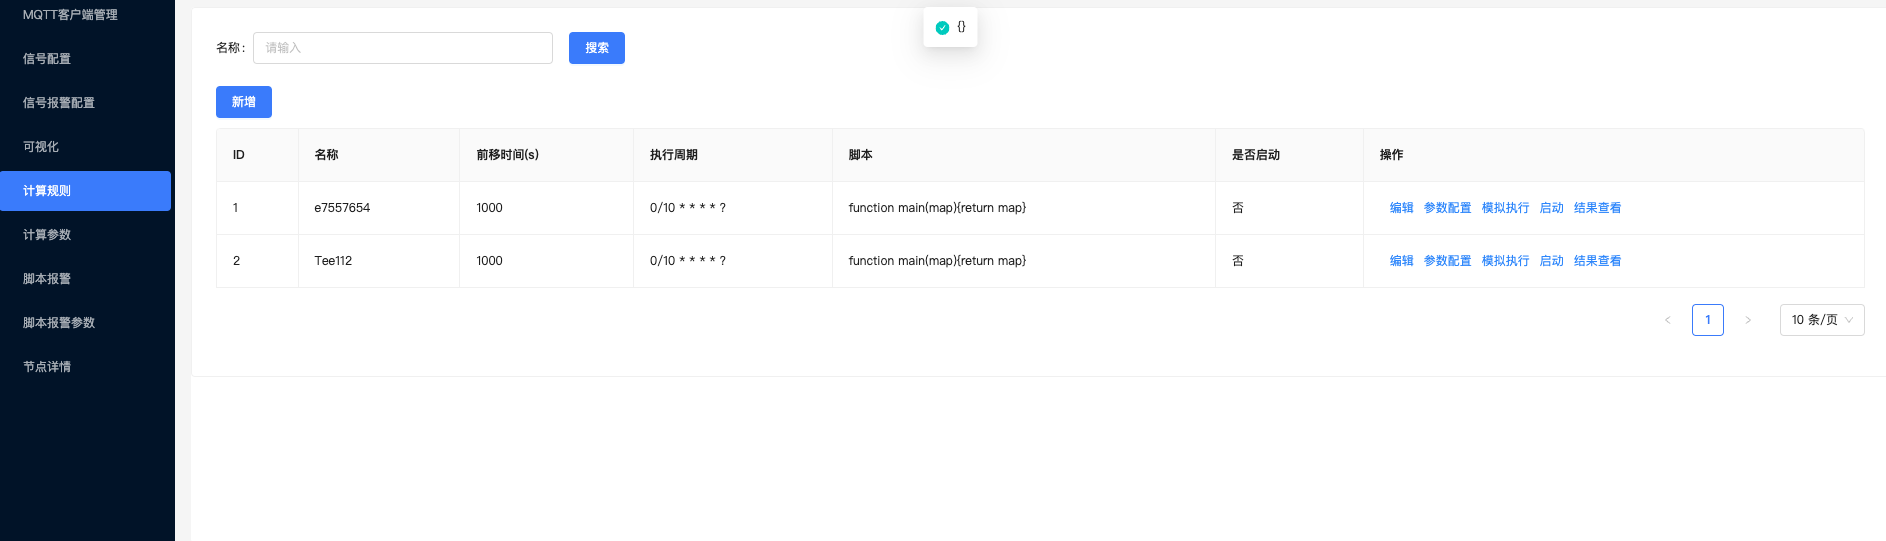 MQTT客户端管理
信号配置
信号报警配置
可视化
计算规则
计算参数
脚本报警
脚本报警参数
节点详情
{}
名称: 请输入 搜索
新增
ID 名称 前移时间(s) 执行周期 脚本 是否启动 操作
1 e7557654 1000 0/10 * * * * ? function main(map){return map} 否 编辑 参数配置 模拟执行 启动 结果查看
2 Tee112 1000 0/10 * * * * ? function main(map){return map} 否 编辑 参数配置 模拟执行 启动 结果查看
< 1 > 10 条/页